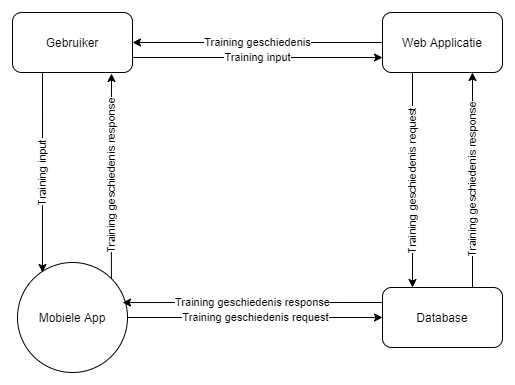 Gebruiker
Training geschiedenis
Training input
Web Applicatie
Training input
Training geschiedenis response
Training geschiedenis request
Training geschiedenis response
Mobiele App
Training geschiedenis response
Training geschiedenis request
Database